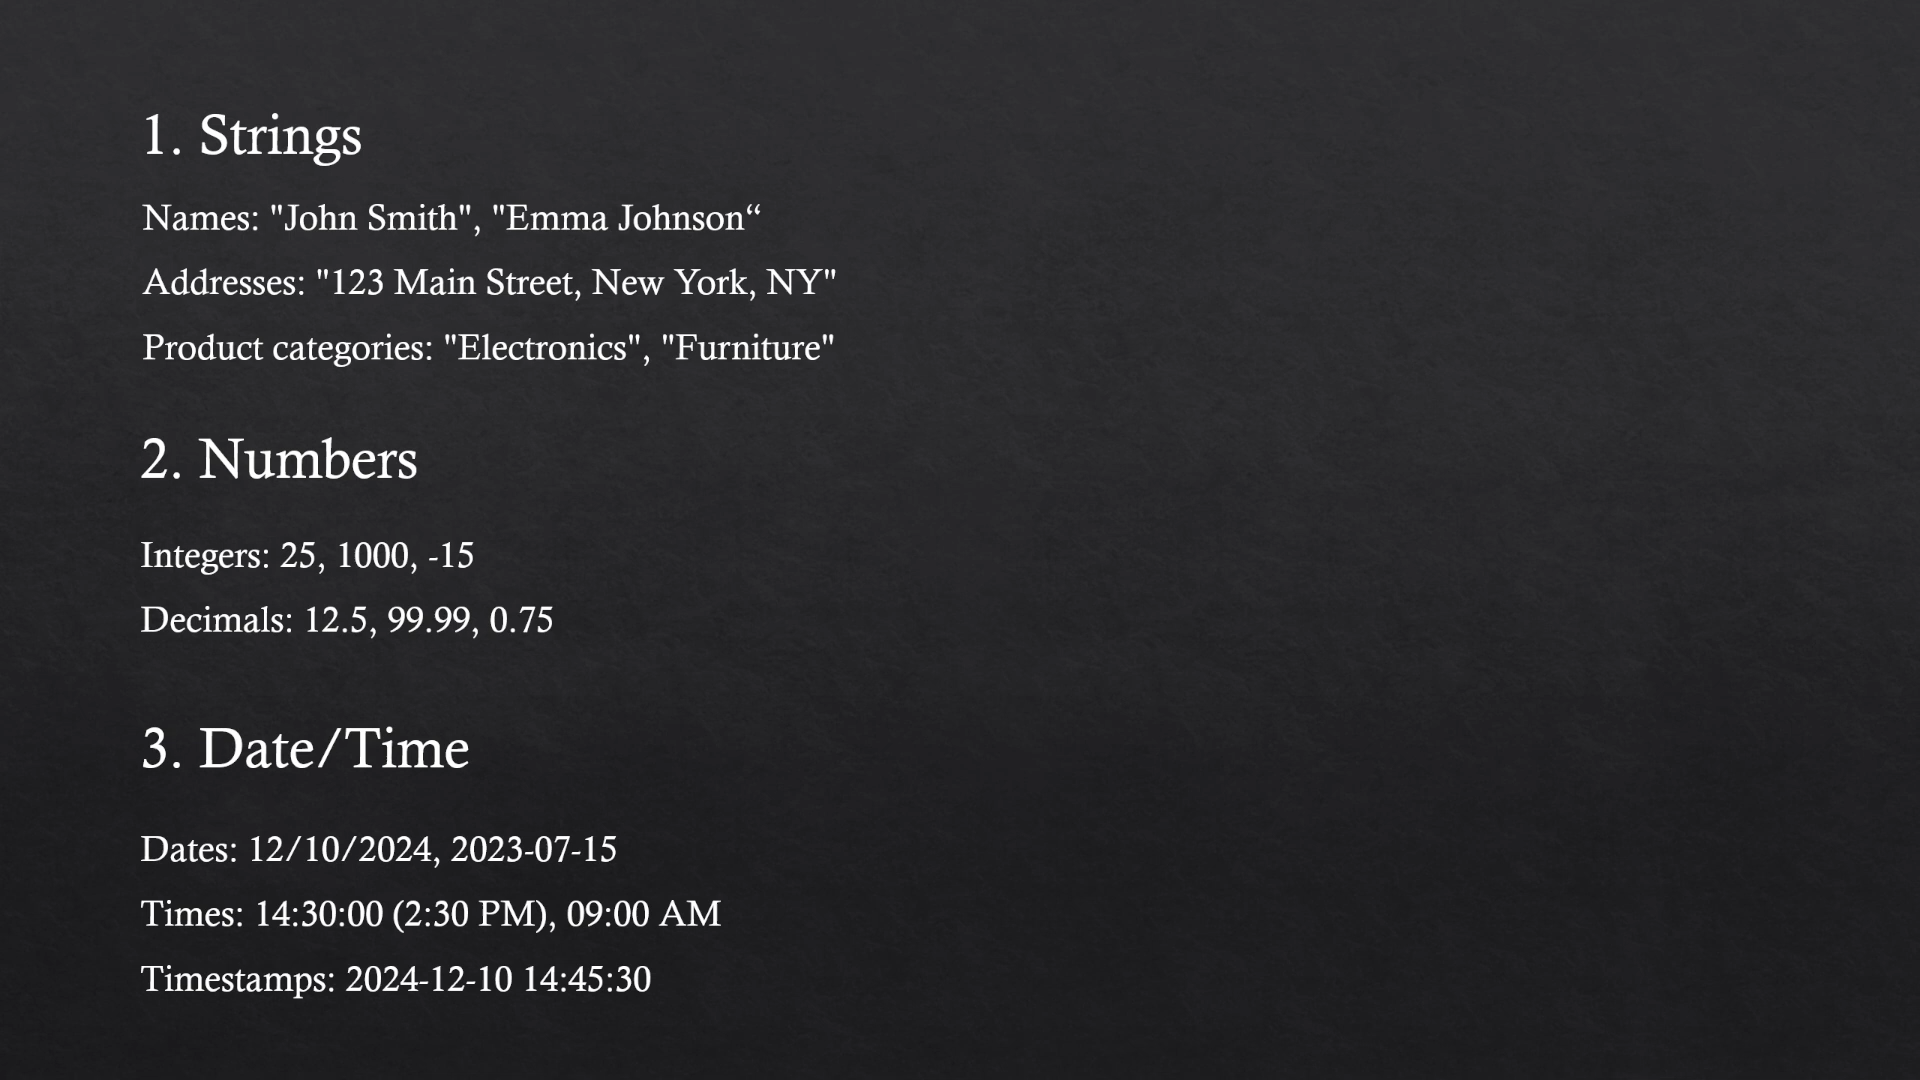 1. Strings
Names: "John Smith", "Emma Johnson“
Addresses: "123 Main Street, New York, NY"
Product categories: "Electronics", "Furniture"
2. Numbers
Integers: 25, 1000, -15
Decimals: 12.5, 99.99, 0.75
3. Date/Time
Dates: 12/10/2024, 2023-07-15
Times: 14:30:00 (2:30 PM), 09:00 AM
Timestamps: 2024-12-10 14:45:30